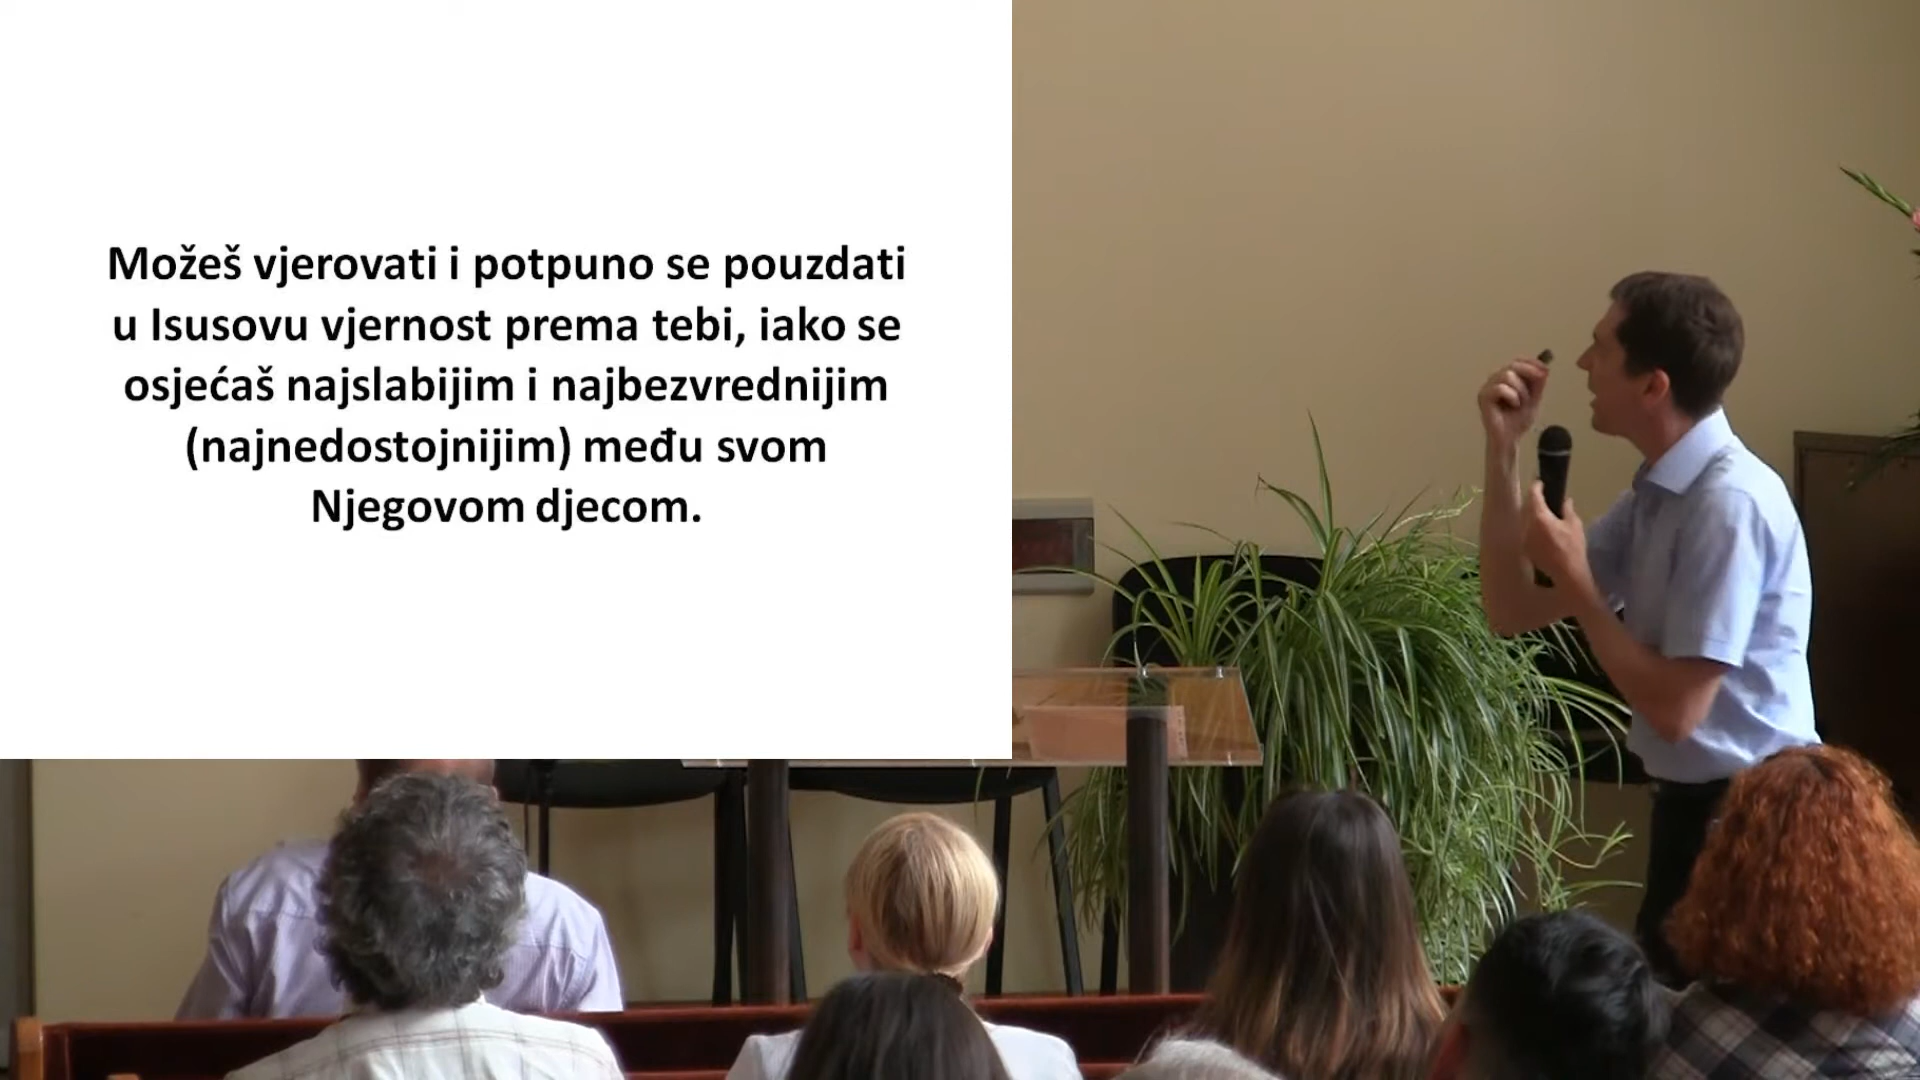 Možeš vjerovati i potpuno se pouzdati
u Isusovu vjernost prema tebi, iako se
osjećaš najslabijim i najbezvrednijim
(najnedostojnijim) među svom
Njegovom djecom.